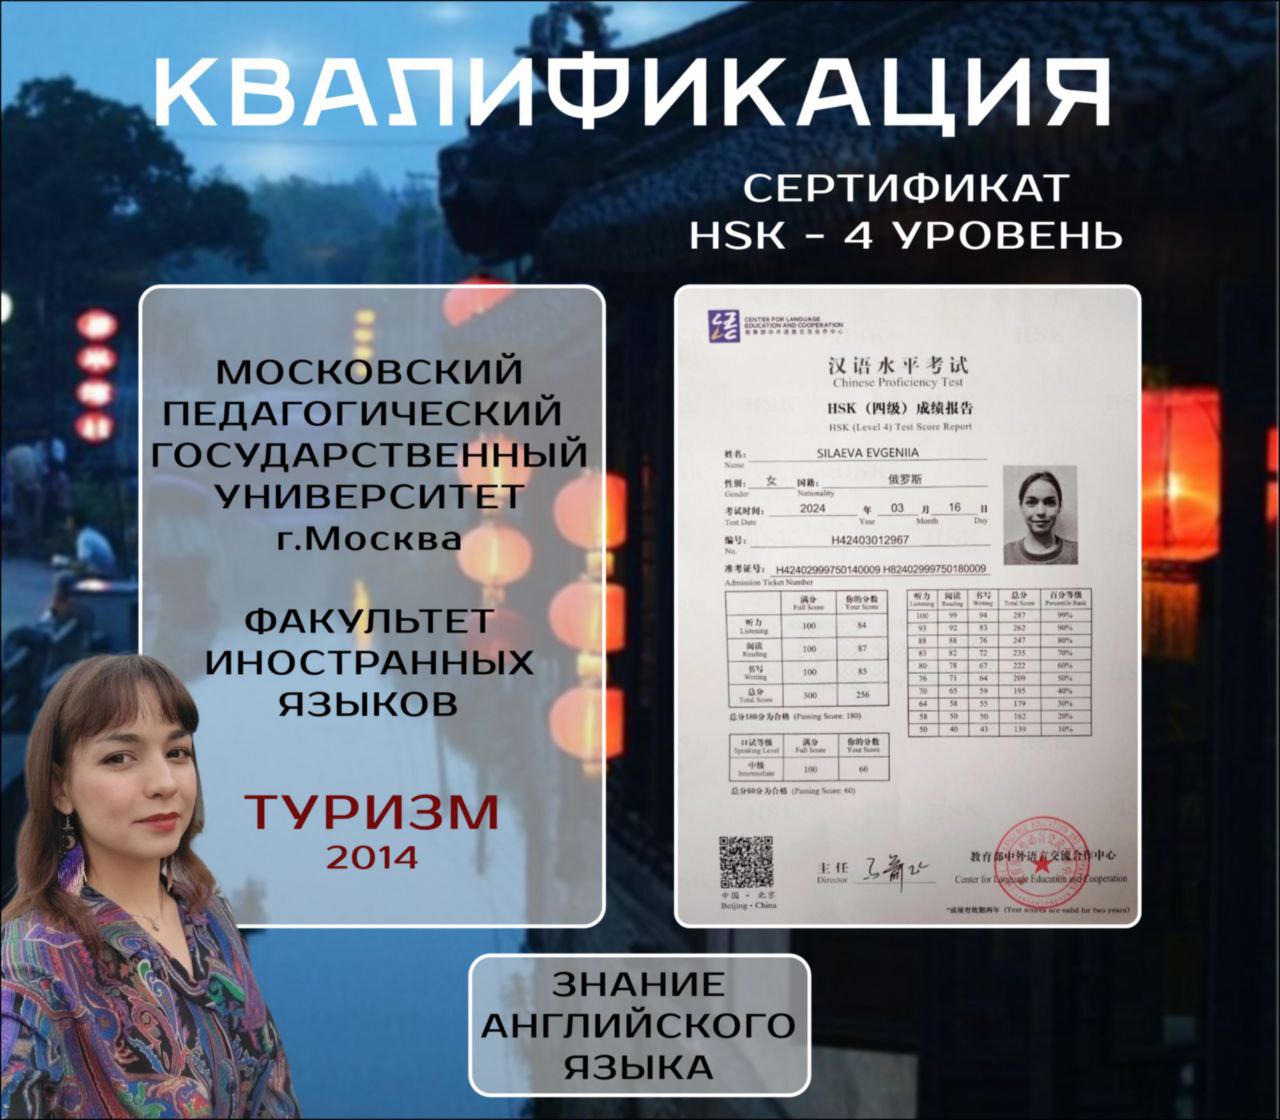 КВАЛИФИКАЦИЯ
СЕРТИФИКАТ
HSK - 4 УРОВЕНЬ
МОСКОВСКИЙ
ПЕДАГОГИЧЕСКИЙ
ГОСУДАРСТВЕННЫЙ
УНИВЕРСИТЕТ
г.Москва
ФАКУЛЬТЕТ
ИНОСТРАННЫХ
ЯЗЫКОВ
ТУРИЗМ
2014
CENTER FOR LANGUAGE
EDUCATION AND COOPERATION
教育部中外语言交流合作中心
汉语水平考试
Chinese Proficiency Test
HSK（四级）成绩报告
HSK (Level 4) Test Score Report
姓名: SILAEVA EVGENIIA
Name
性别: 女 国籍: 俄罗斯
Gender Nationality
考试时间: 2024 年 03 月 16 日
Test Date Year Month Day
编号: H42403012967
No.
准考证号: H42402999750140009 H82402999750180009
Admission Ticket Number
满分 你的分数
Full Score Your Score
听力 100 84
Listening
阅读 100 87
Reading
书写 100 85
Writing
总分 300 256
Total Score
总分180分为合格 (Passing Score: 180)
听力 阅读 书写 总分 百分等级
Listening Reading Writing Total Score Percentile Rank
100 99 94 287 99%
93 92 83 262 90%
88 88 76 247 80%
83 82 72 235 70%
80 78 67 222 60%
76 71 64 209 50%
70 65 59 195 40%
64 58 55 179 30%
58 50 50 162 20%
50 40 43 139 10%
口试等级 满分 你的分数
Speaking Level Full Score Your Score
中级 100 60
Intermediate
总分60分为合格 (Passing Score: 60)
中国 · 北京
Beijing · China
主任
Director
教育部中外语言交流合作中心
Center for Language Education and Cooperation
*成绩有效期两年 (Test scores are valid for two years)
ЗНАНИЕ
АНГЛИЙСКОГО
ЯЗЫКА